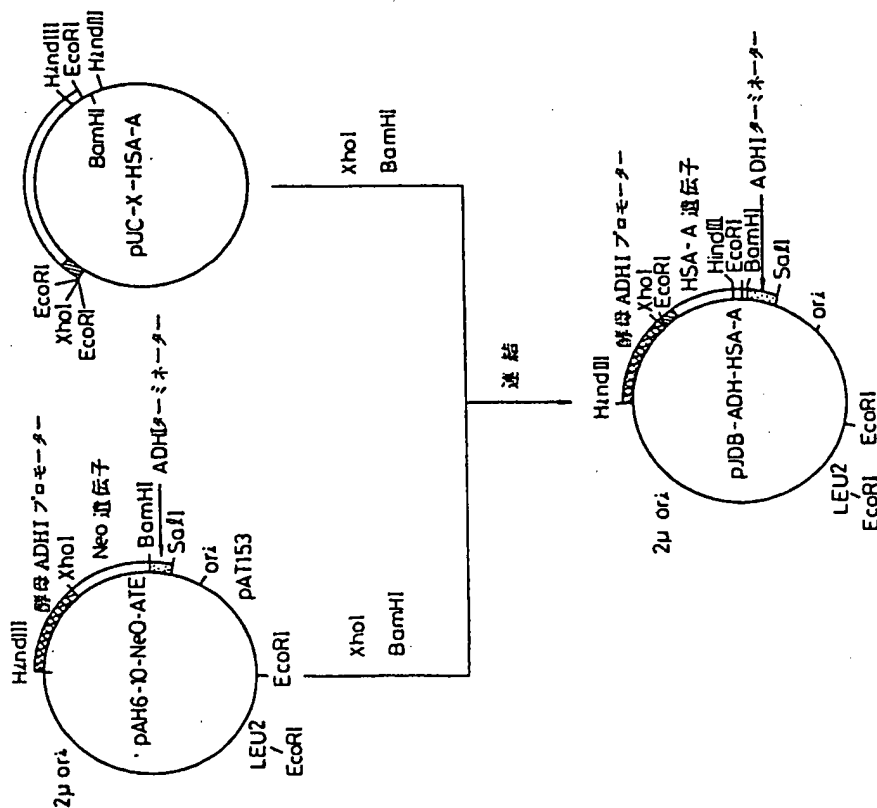 HindIII
酵母 ADHI プロモーター
XhoI
Neo 遺伝子
BamHI
ADHIターミネーター
SalI
ori
pAT153
EcoRI
LEU2
EcoRI
2μ ori
pAH6-10-NeO-ATE
EcoRI
XhoI
EcoRI
HindIII
EcoRI
HindIII
BamHI
pUC-X-HSA-A
XhoI
BamHI
XhoI
BamHI
連結
HindIII
酵母 ADHI プロモーター
XhoI
EcoRI
HSA-A 遺伝子
HindIII
EcoRI
BamHI
ADHIターミネーター
SalI
ori
EcoRI
LEU2
EcoRI
2μ ori
pJDB-ADH-HSA-A